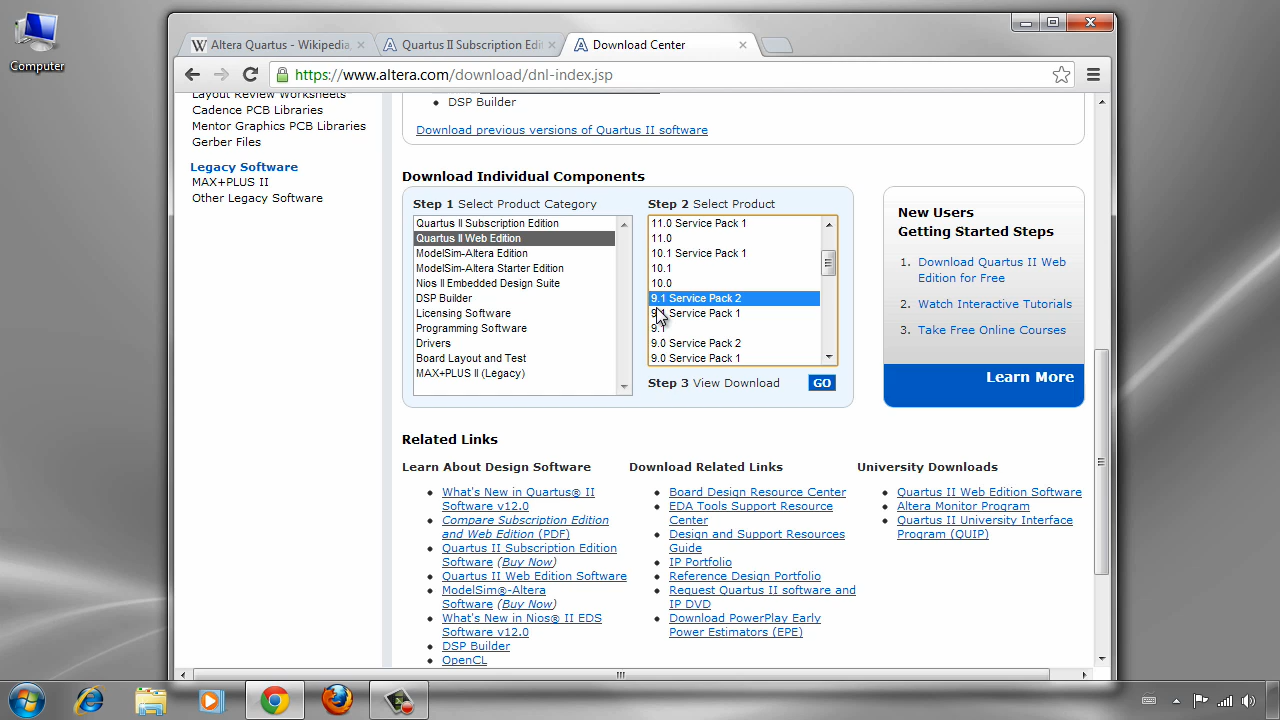 Computer
Altera Quartus - Wikipedia,
Quartus II Subscription Edit
Download Center
https://www.altera.com/download/dnl-index.jsp
Layout Review Worksheets
Cadence PCB Libraries
Mentor Graphics PCB Libraries
Gerber Files
Legacy Software
MAX+PLUS II
Other Legacy Software
DSP Builder
Download previous versions of Quartus II software
Download Individual Components
Step 1 Select Product Category
Quartus II Subscription Edition
Quartus II Web Edition
ModelSim-Altera Edition
ModelSim-Altera Starter Edition
Nios II Embedded Design Suite
DSP Builder
Licensing Software
Programming Software
Drivers
Board Layout and Test
MAX+PLUS II (Legacy)
Step 2 Select Product
11.0 Service Pack 1
11.0
10.1 Service Pack 1
10.1
10.0
9.1 Service Pack 2
9.1 Service Pack 1
9.1
9.0 Service Pack 2
9.0 Service Pack 1
Step 3 View Download
GO
New Users
Getting Started Steps
1. Download Quartus II Web
Edition for Free
2. Watch Interactive Tutorials
3. Take Free Online Courses
Learn More
Related Links
Learn About Design Software
What's New in Quartus® II
Software v12.0
Compare Subscription Edition
and Web Edition (PDF)
Quartus II Subscription Edition
Software (Buy Now)
Quartus II Web Edition Software
ModelSim®-Altera
Software (Buy Now)
What's New in Nios® II EDS
Software v12.0
DSP Builder
OpenCL
Download Related Links
Board Design Resource Center
EDA Tools Support Resource
Center
Design and Support Resources
Guide
IP Portfolio
Reference Design Portfolio
Request Quartus II software and
IP DVD
Download PowerPlay Early
Power Estimators (EPE)
University Downloads
Quartus II Web Edition Software
Altera Monitor Program
Quartus II University Interface
Program (QUIP)